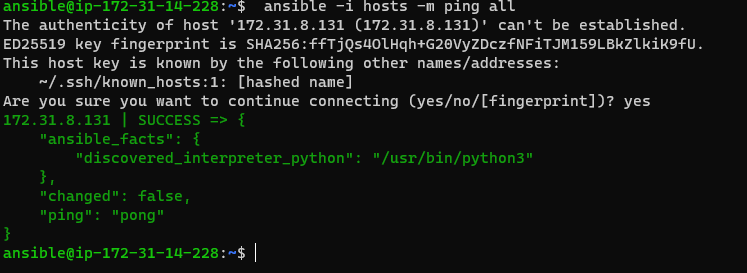 ansible@ip-172-31-14-228:~$  ansible -i hosts -m ping all
The authenticity of host '172.31.8.131 (172.31.8.131)' can't be established.
ED25519 key fingerprint is SHA256:ffTjQs4OlHqh+G20VyZDczfNFiTJM159LBkZlkiK9fU.
This host key is known by the following other names/addresses:
    ~/.ssh/known_hosts:1: [hashed name]
Are you sure you want to continue connecting (yes/no/[fingerprint])? yes
172.31.8.131 | SUCCESS => {
    "ansible_facts": {
        "discovered_interpreter_python": "/usr/bin/python3"
    },
    "changed": false,
    "ping": "pong"
}
ansible@ip-172-31-14-228:~$